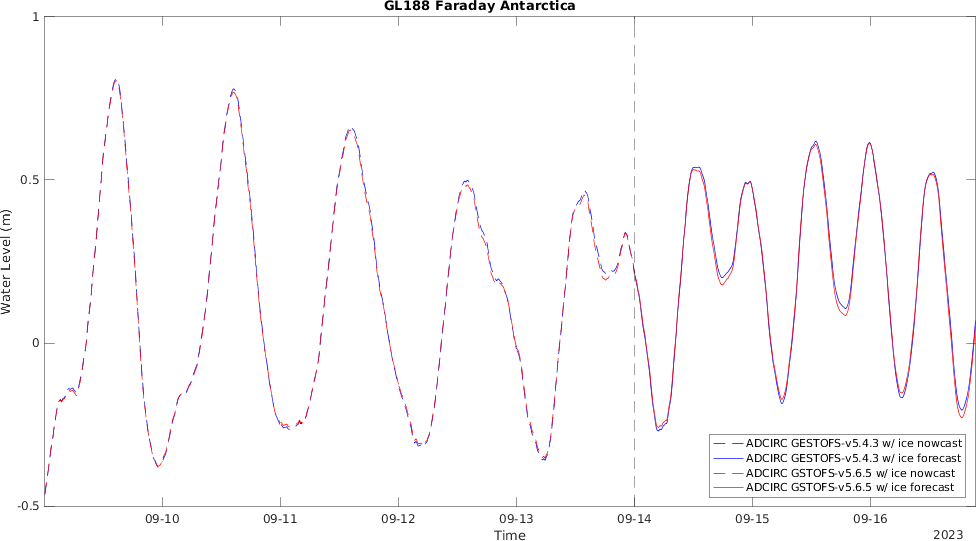 GL188 Faraday Antarctica
1
0.5
0
-0.5
Water Level (m)
ADCIRC GESTOFS-v5.4.3 w/ ice nowcast
ADCIRC GESTOFS-v5.4.3 w/ ice forecast
ADCIRC GSTOFS-v5.6.5 w/ ice nowcast
ADCIRC GSTOFS-v5.6.5 w/ ice forecast
09-10 09-11 09-12 09-13 09-14 09-15 09-16
Time
2023